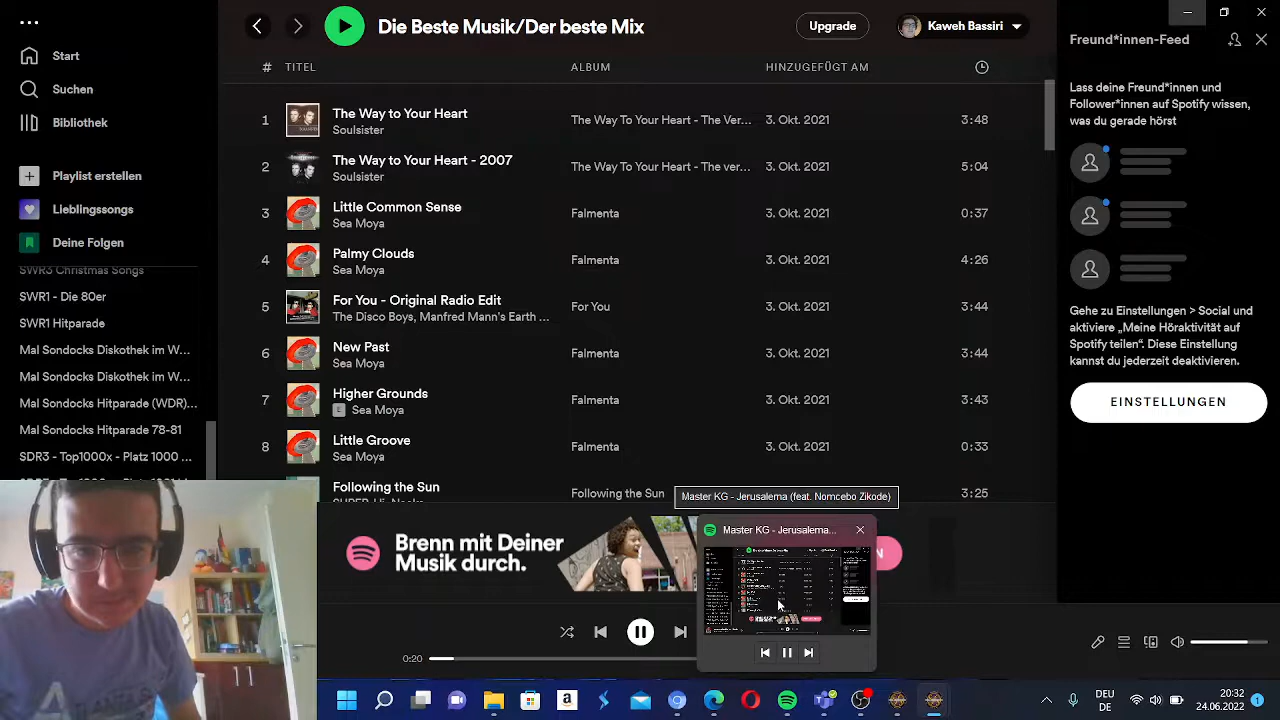 Die Beste Musik/Der beste Mix
Upgrade
Kaweh Bassiri
Start
Suchen
Bibliothek
Playlist erstellen
Lieblingssongs
Deine Folgen
SWR3 Christmas Songs
SWR1 - Die 80er
SWR1 Hitparade
Mal Sondocks Diskothek im W...
Mal Sondocks Diskothek im W...
Mal Sondocks Hitparade (WDR)...
Mal Sondocks Hitparade 78-81
SDR3 - Top1000x - Platz 1000 ...
# TITEL ALBUM HINZUGEFÜGT AM
1 The Way to Your Heart The Way To Your Heart - The Ver... 3. Okt. 2021 3:48
Soulsister
2 The Way to Your Heart - 2007 The Way To Your Heart - The ver... 3. Okt. 2021 5:04
Soulsister
3 Little Common Sense Falmenta 3. Okt. 2021 0:37
Sea Moya
4 Palmy Clouds Falmenta 3. Okt. 2021 4:26
Sea Moya
5 For You - Original Radio Edit For You 3. Okt. 2021 3:44
The Disco Boys, Manfred Mann's Earth ...
6 New Past Falmenta 3. Okt. 2021 3:44
Sea Moya
7 Higher Grounds Falmenta 3. Okt. 2021 3:43
E Sea Moya
8 Little Groove Falmenta 3. Okt. 2021 0:33
Sea Moya
Following the Sun Following the Sun 3:25
Freund*innen-Feed
Lass deine Freund*innen und
Follower*innen auf Spotify wissen,
was du gerade hörst
Gehe zu Einstellungen > Social und
aktiviere „Meine Höraktivität auf
Spotify teilen“. Diese Einstellung
kannst du jederzeit deaktivieren.
EINSTELLUNGEN
Master KG - Jerusalema (feat. Nomcebo Zikode)
Master KG - Jerusalema...
Brenn mit Deiner
Musik durch.
N
0:20
DEU
DE
20:32
24.06.2022
1